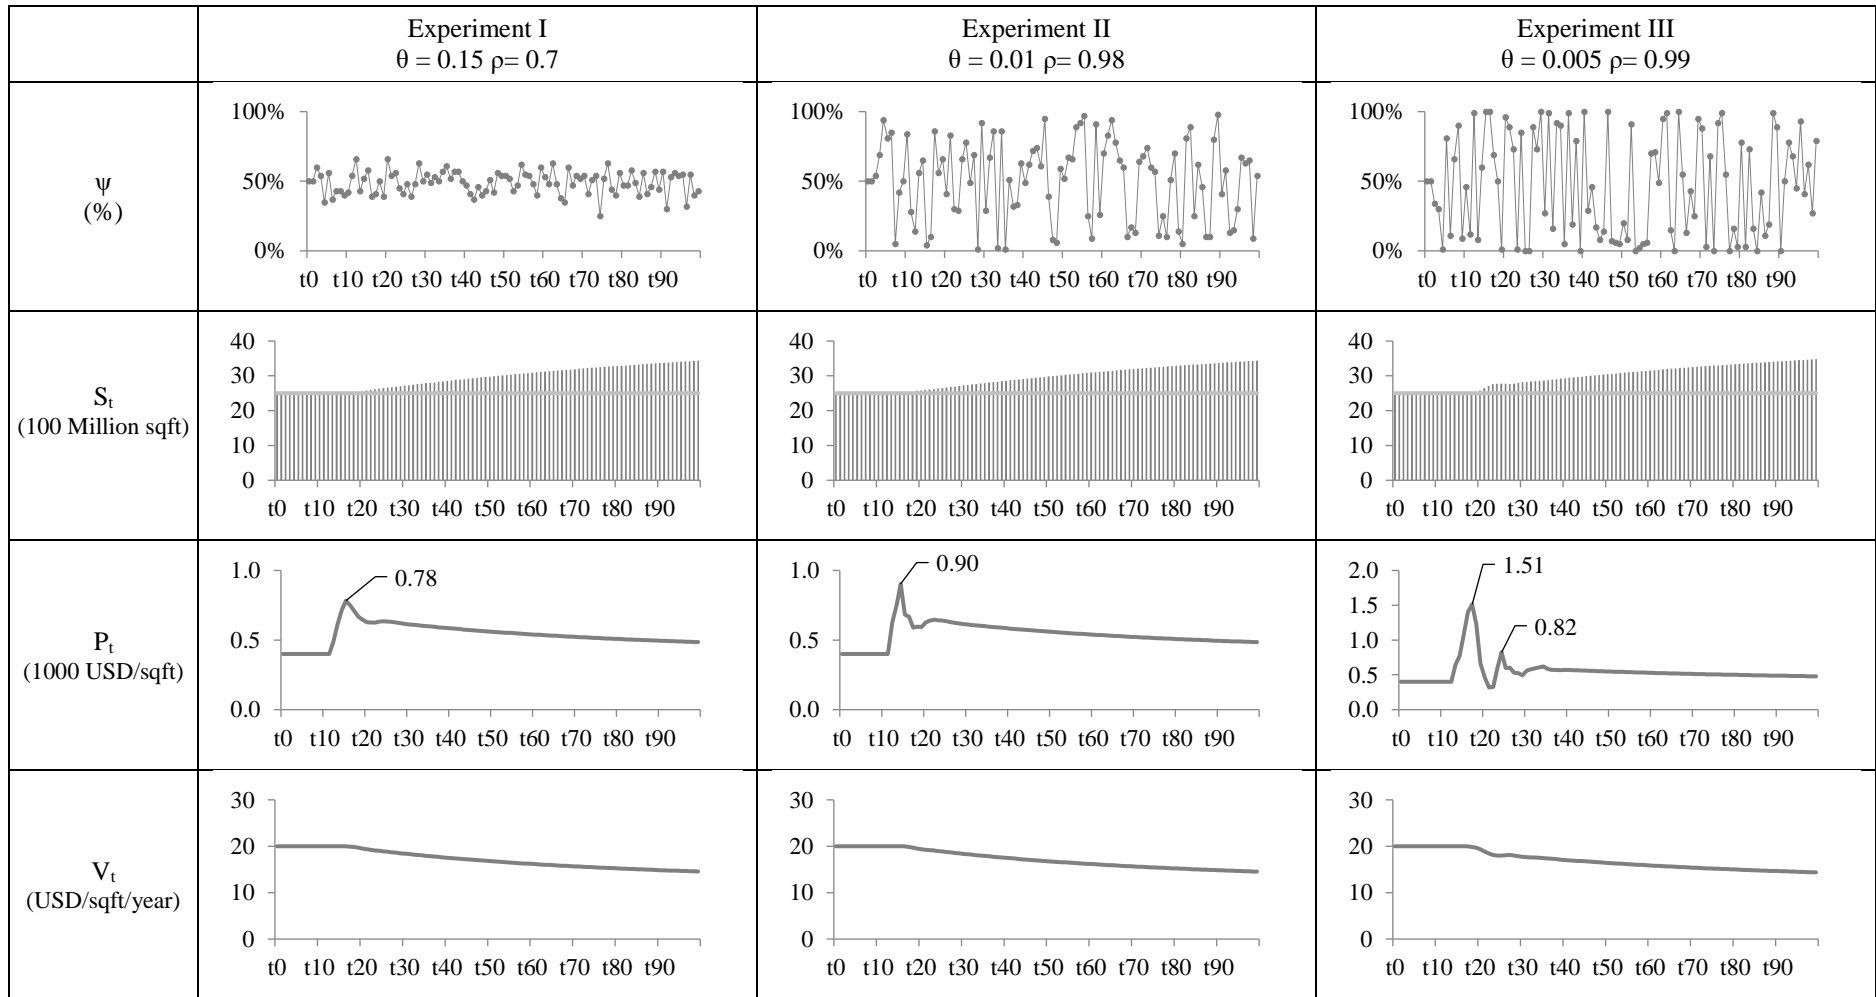 Experiment I
θ = 0.15 ρ= 0.7
Experiment II
θ = 0.01 ρ= 0.98
Experiment III
θ = 0.005 ρ= 0.99
ψ
(%)
100%
50%
0%
t0 t10 t20 t30 t40 t50 t60 t70 t80 t90
100%
50%
0%
t0 t10 t20 t30 t40 t50 t60 t70 t80 t90
100%
50%
0%
t0 t10 t20 t30 t40 t50 t60 t70 t80 t90
St
(100 Million sqft)
40
30
20
10
0
t0 t10 t20 t30 t40 t50 t60 t70 t80 t90
40
30
20
10
0
t0 t10 t20 t30 t40 t50 t60 t70 t80 t90
40
30
20
10
0
t0 t10 t20 t30 t40 t50 t60 t70 t80 t90
Pt
(1000 USD/sqft)
1.0
0.5
0.0
0.78
t0 t10 t20 t30 t40 t50 t60 t70 t80 t90
1.0
0.5
0.0
0.90
t0 t10 t20 t30 t40 t50 t60 t70 t80 t90
2.0
1.5
1.0
0.5
0.0
1.51
0.82
t0 t10 t20 t30 t40 t50 t60 t70 t80 t90
Vt
(USD/sqft/year)
30
20
10
0
t0 t10 t20 t30 t40 t50 t60 t70 t80 t90
30
20
10
0
t0 t10 t20 t30 t40 t50 t60 t70 t80 t90
30
20
10
0
t0 t10 t20 t30 t40 t50 t60 t70 t80 t90